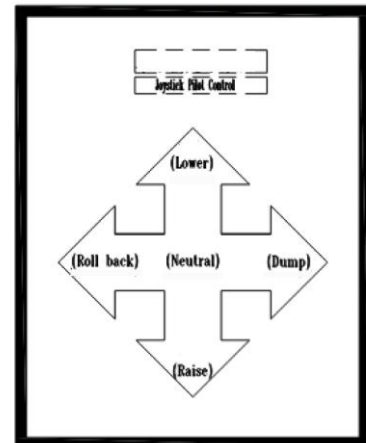 Joystick Pilot Control
(Lower)
(Roll back) (Neutral) (Dump)
(Raise)